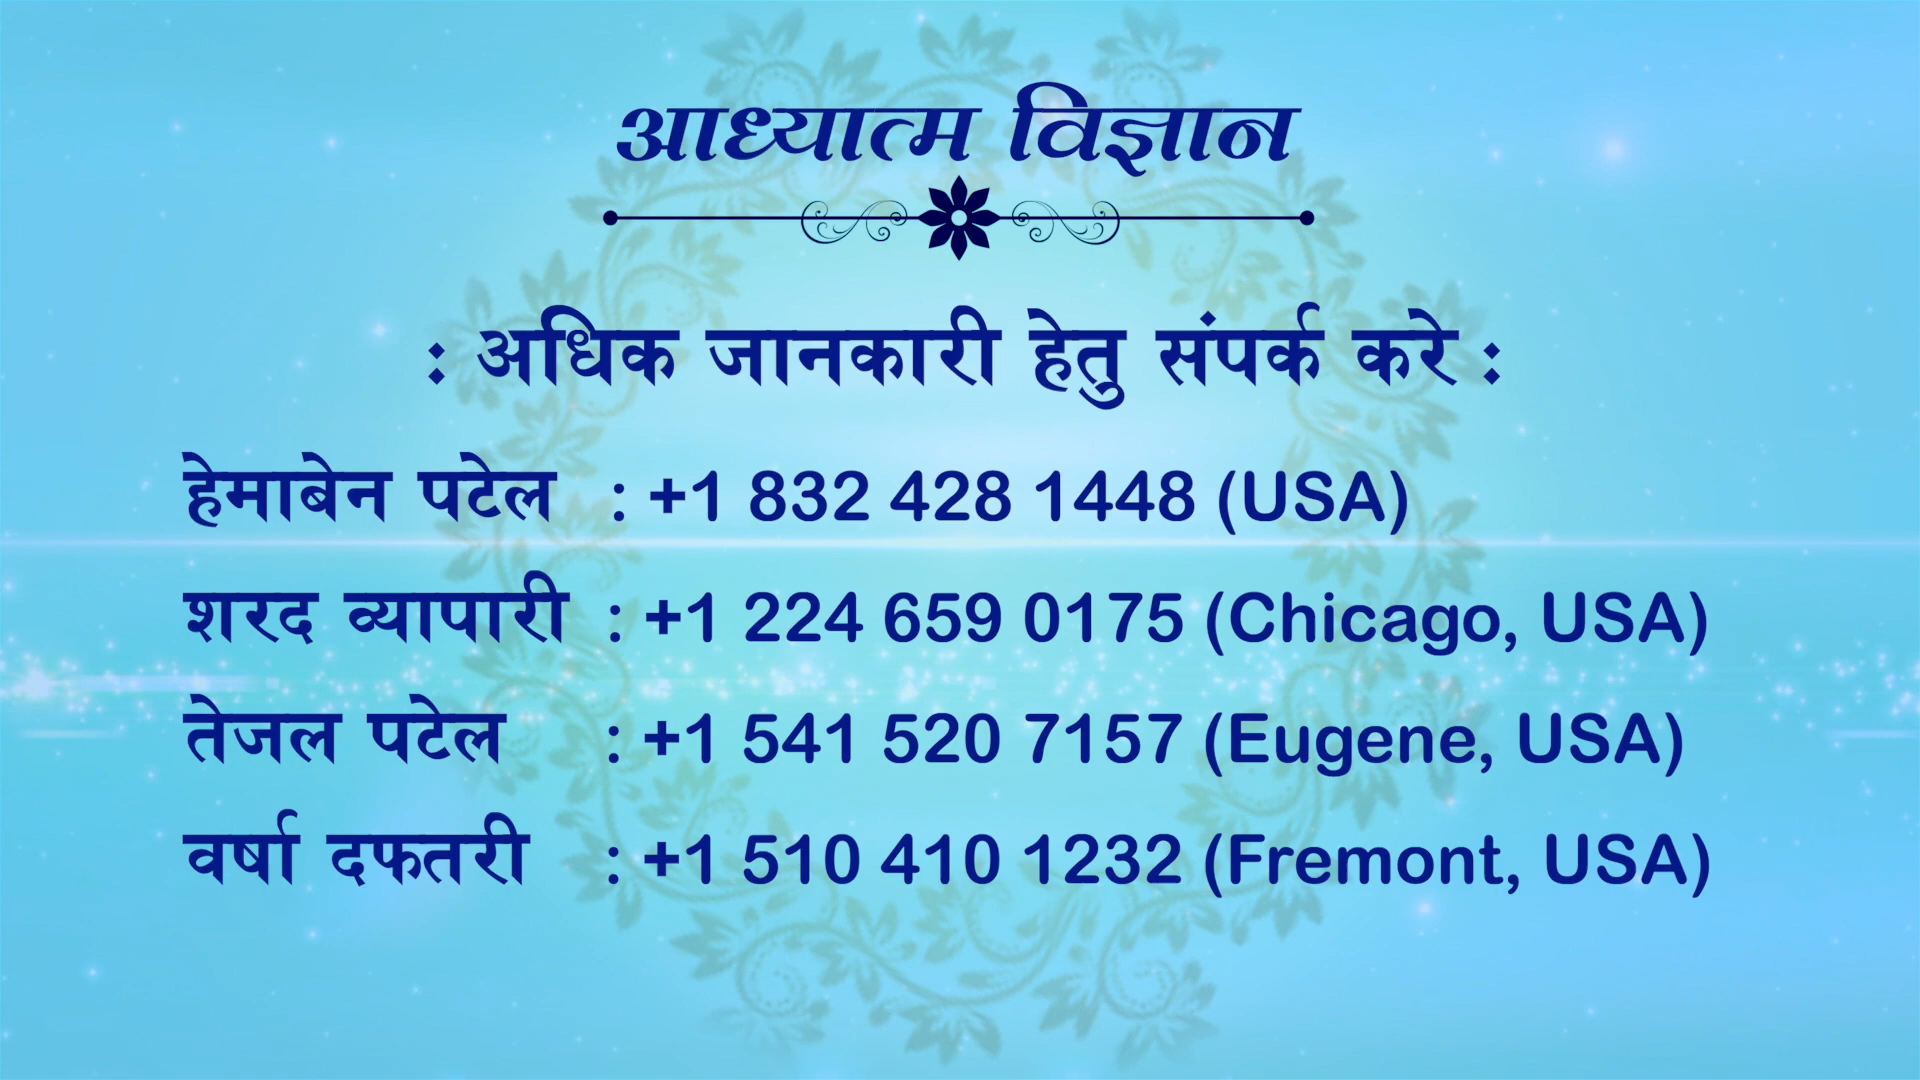 आध्यात्म विज्ञान
: अधिक जानकारी हेतु संपर्क करे :
हेमाबेन पटेल : +1 832 428 1448 (USA)
शरद व्यापारी : +1 224 659 0175 (Chicago, USA)
तेजल पटेल : +1 541 520 7157 (Eugene, USA)
वर्षा दफतरी : +1 510 410 1232 (Fremont, USA)